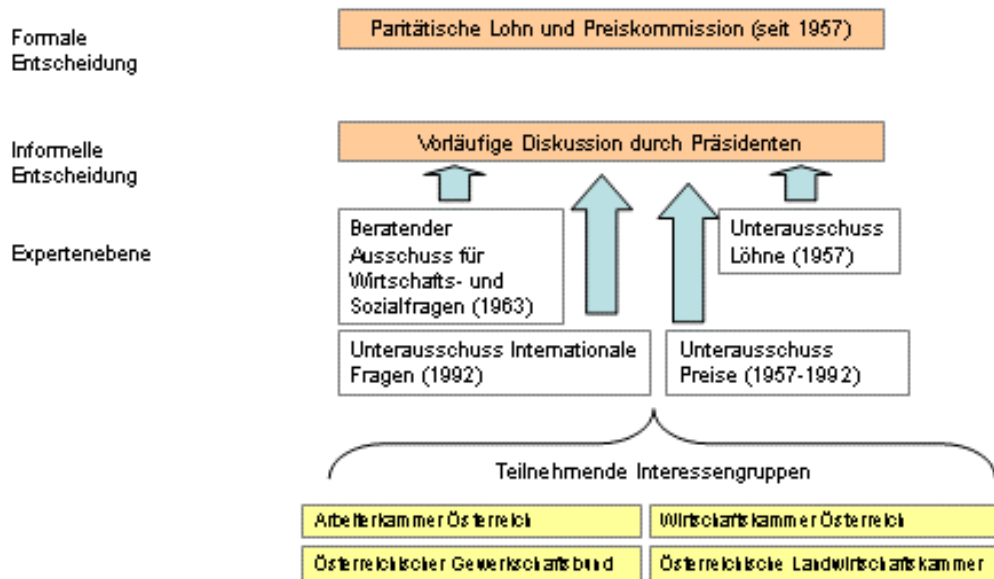 Formale
Entscheidung
Paritätische Lohn und Preiskommission (seit 1957)
Informelle
Entscheidung
Vorläufige Diskussion durch Präsidenten
Expertenebene
Beratender
Ausschuss für
Wirtschafts- und
Sozialfragen (1963)
Unterausschuss
Löhne (1957)
Unterausschuss Internationale
Fragen (1992)
Unterausschuss
Preise (1957-1992)
Teilnehmende Interessengruppen
Arbeiterkammer Österreich
Wirtschaftskammer Österreich
Österreichischer Gewerkschaftsbund
Österreichische Landwirtschaftskammer